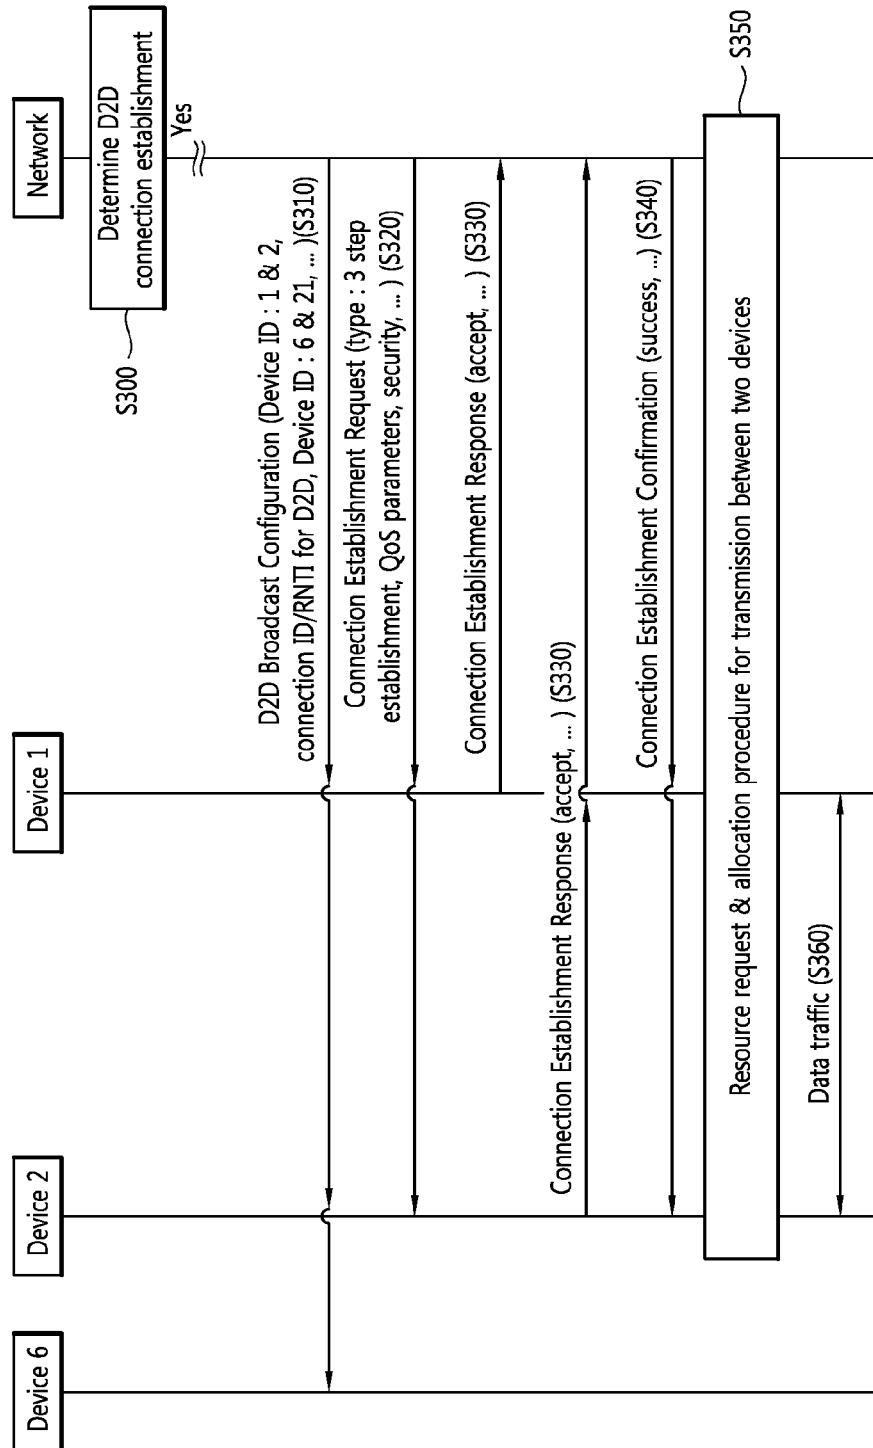 Device 6
Device 2
Device 1
Network
Determine D2D
connection establishment
S300
Yes
D2D Broadcast Configuration (Device ID : 1 & 2,
connection ID/RNTI for D2D, Device ID : 6 & 21, ... )(S310)
Connection Establishment Request (type : 3 step
establishment, QoS parameters, security, ... ) (S320)
Connection Establishment Response (accept, ... ) (S330)
Connection Establishment Response (accept, ... ) (S330)
Connection Establishment Confirmation (success, ...) (S340)
Resource request & allocation procedure for transmission between two devices
S350
Data traffic (S360)